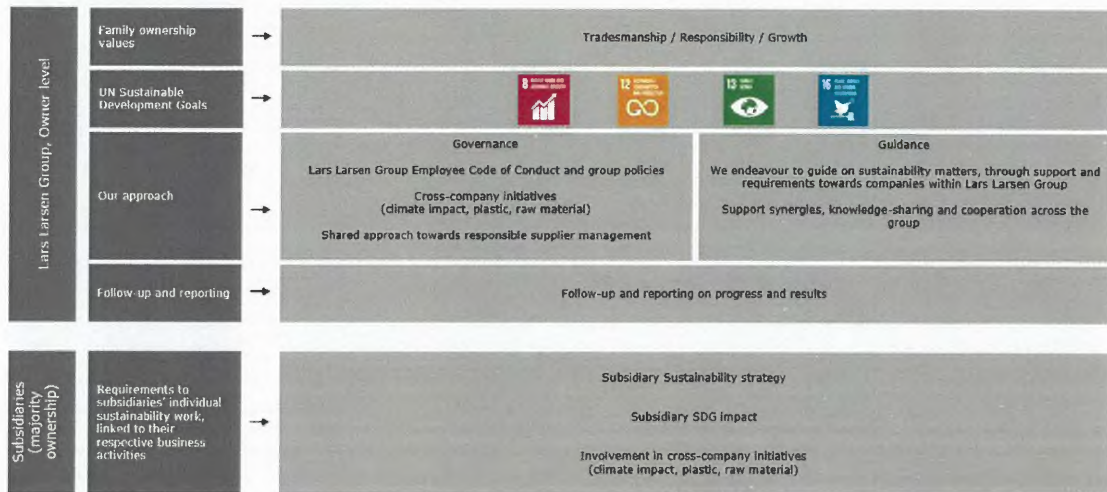 Lars Larsen Group, Owner level
Family ownership
values
Tradesmanship / Responsibility / Growth
UN Sustainable
Development Goals
8
12
13
16
Our approach
Governance
Lars Larsen Group Employee Code of Conduct and group policies
Cross-company initiatives
(climate impact, plastic, raw material)
Shared approach towards responsible supplier management
Guidance
We endeavour to guide on sustainability matters, through support and
requirements towards companies within Lars Larsen Group
Support synergies, knowledge-sharing and cooperation across the
group
Follow-up and reporting
Follow-up and reporting on progress and results
Subsidiaries
(majority
ownership)
Requirements to
subsidiaries' individual
sustainability work,
linked to their
respective business
activities
Subsidiary Sustainability strategy
Subsidiary SDG impact
Involvement in cross-company initiatives
(climate impact, plastic, raw material)